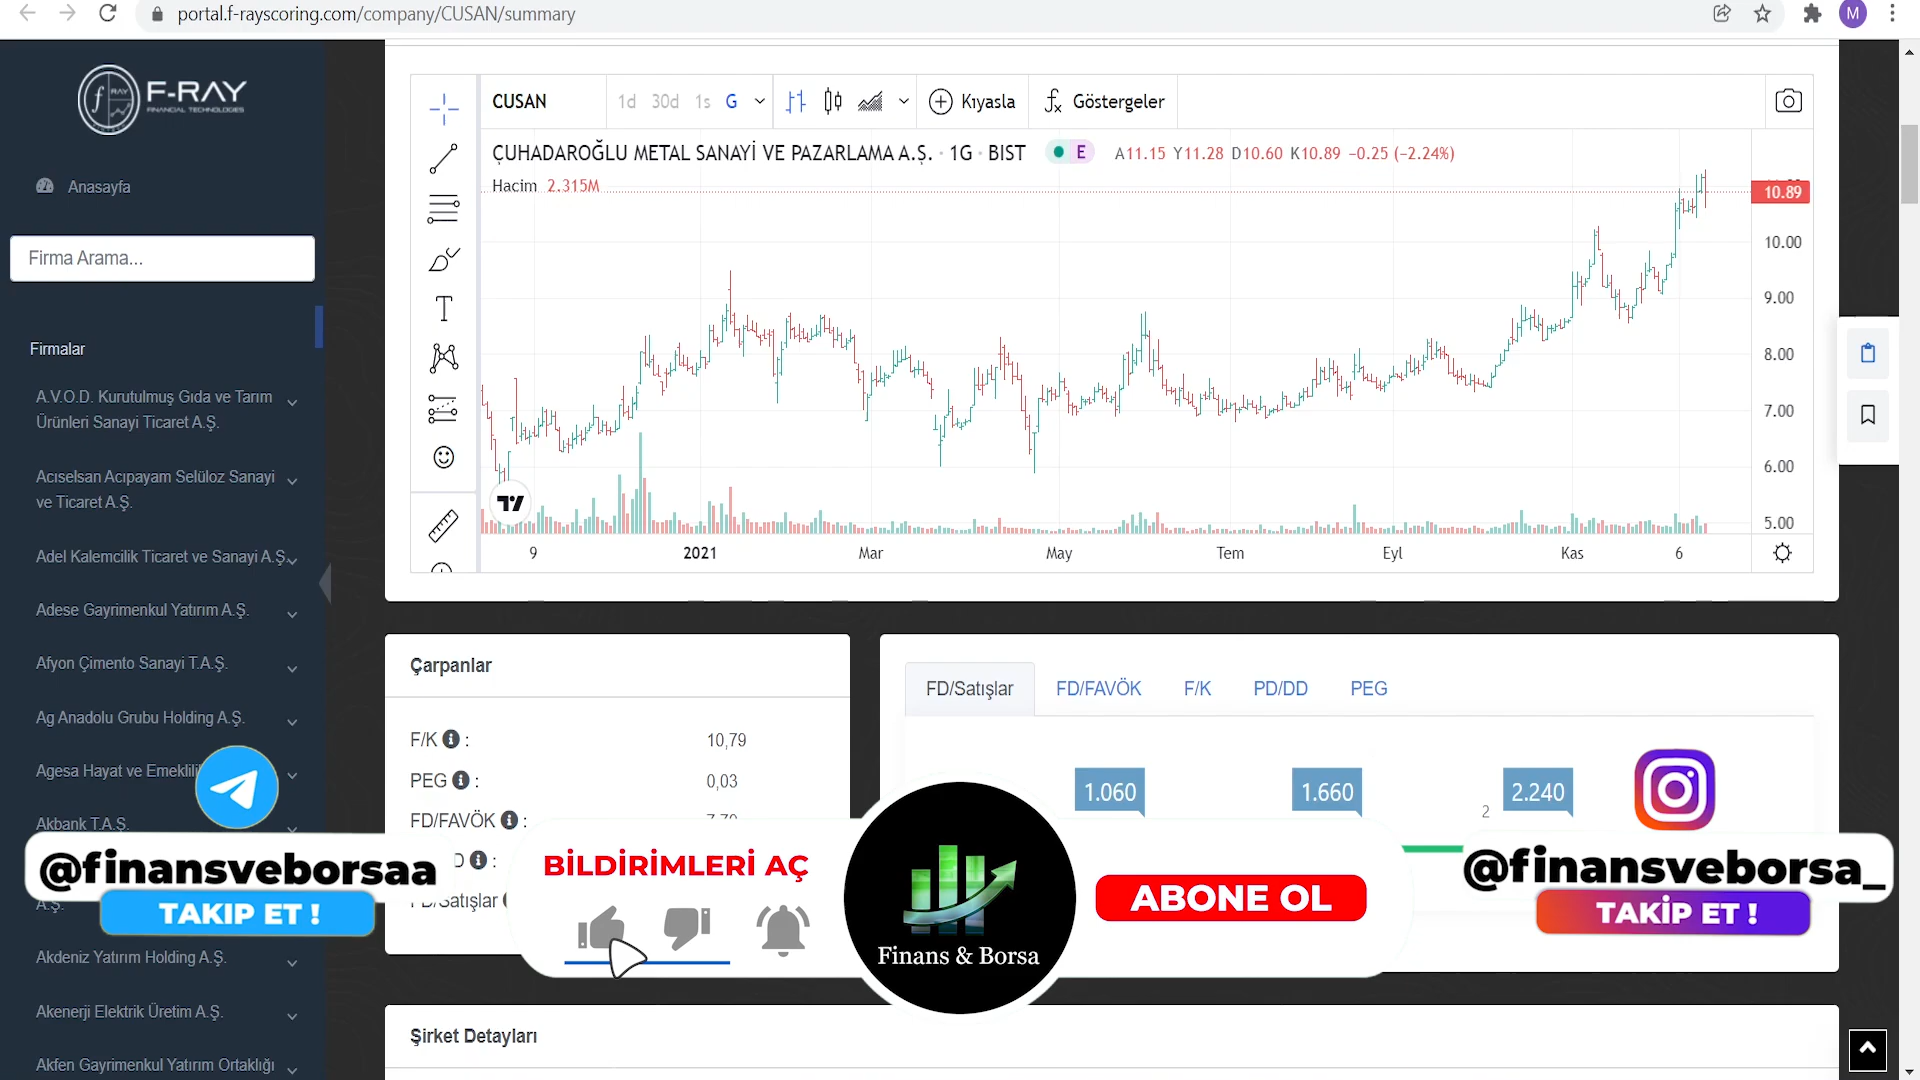 portal.f-rayscoring.com/company/CUSAN/summary
M
F-RAY
FINANCIAL TECHNOLOGIES
Anasayfa
Firma Arama...
Firmalar
A.V.O.D. Kurutulmuş Gıda ve Tarım
Ürünleri Sanayi Ticaret A.Ş.
Acıselsan Acıpayam Selüloz Sanayi
ve Ticaret A.Ş.
Adel Kalemcilik Ticaret ve Sanayi A.Ş.
Adese Gayrimenkul Yatırım A.Ş.
Afyon Çimento Sanayi T.A.Ş.
Ag Anadolu Grubu Holding A.Ş.
Agesa Hayat ve Emeklili
Akbank T.A.Ş.
A.Ş.
Akdeniz Yatırım Holding A.Ş.
Akenerji Elektrik Üretim A.Ş.
Akfen Gayrimenkul Yatırım Ortaklığı
CUSAN 1d 30d 1s G Kıyasla Göstergeler
ÇUHADAROĞLU METAL SANAYİ VE PAZARLAMA A.Ş. · 1G · BIST E A11.15 Y11.28 D10.60 K10.89 −0.25 (−2.24%)
Hacim 2.315M
10.89
10.00
9.00
8.00
7.00
6.00
5.00
9 2021 Mar May Tem Eyl Kas 6
Çarpanlar
F/K : 10,79
PEG : 0,03
FD/FAVÖK :
D :
FD/Satışlar
FD/Satışlar FD/FAVÖK F/K PD/DD PEG
1.060 1.660 2 2.240
@finansveborsaa
TAKIP ET !
BİLDİRİMLERİ AÇ
Finans & Borsa
ABONE OL
@finansveborsa_
TAKİP ET !
Şirket Detayları